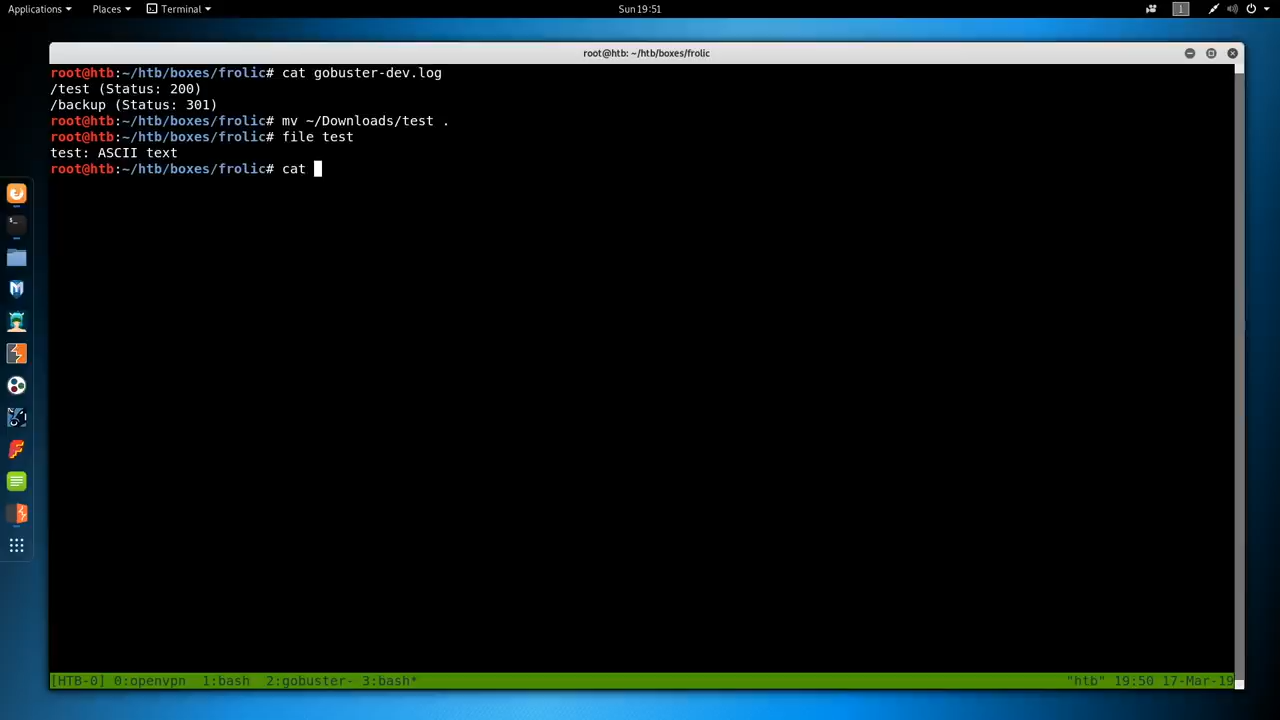 Applications Places Terminal Sun 19:51 1
root@htb: ~/htb/boxes/frolic
root@htb:~/htb/boxes/frolic# cat gobuster-dev.log
/test (Status: 200)
/backup (Status: 301)
root@htb:~/htb/boxes/frolic# mv ~/Downloads/test .
root@htb:~/htb/boxes/frolic# file test
test: ASCII text
root@htb:~/htb/boxes/frolic# cat
[HTB-0] 0:openvpn 1:bash 2:gobuster- 3:bash* "htb" 19:50 17-Mar-19